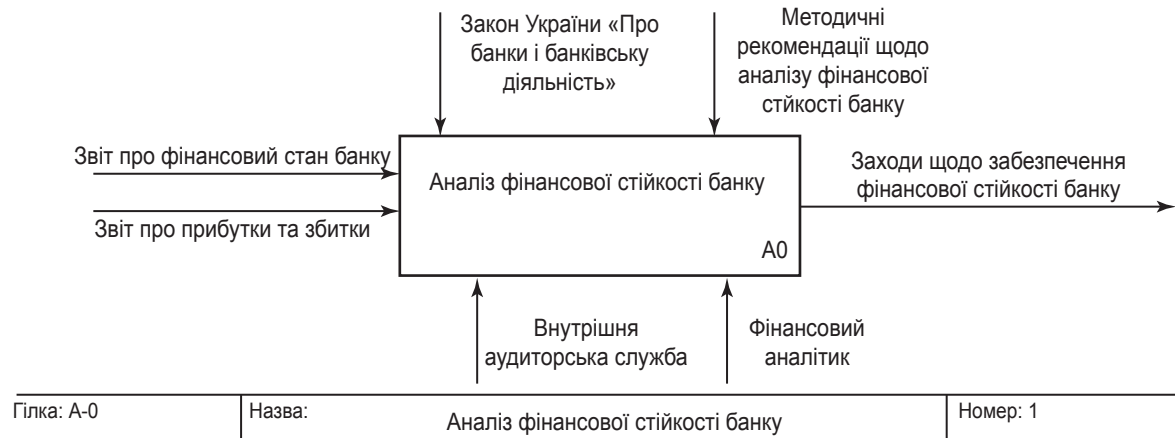 Закон України «Про
банки і банківську
діяльність»
Методичні
рекомендації щодо
аналізу фінансової
стйкості банку
Звіт про фінансовий стан банку
Звіт про прибутки та збитки
Аналіз фінансової стійкості банку
A0
Заходи щодо забезпечення
фінансової стійкості банку
Внутрішня
аудиторська служба
Фінансовий
аналітик
Гілка: A-0
Назва:
Аналіз фінансової стійкості банку
Номер: 1